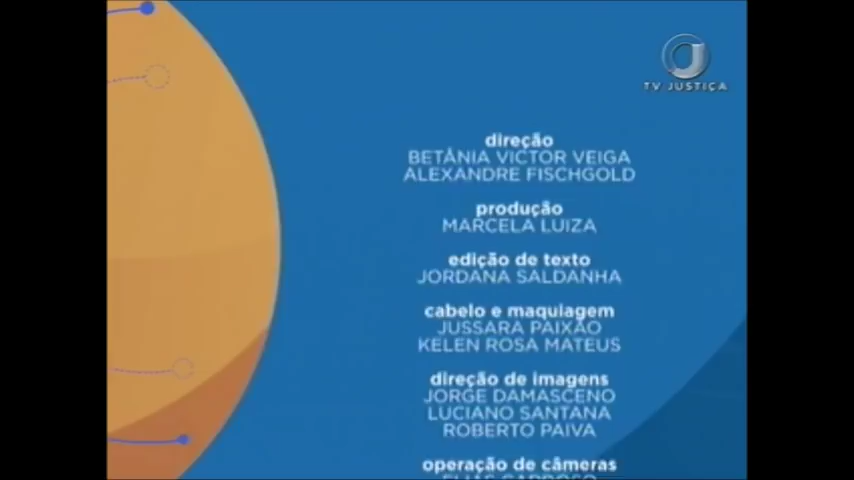 TV JUSTIÇA
direção
BETÂNIA VICTOR VEIGA
ALEXANDRE FISCHGOLD
produção
MARCELA LUIZA
edição de texto
JORDANA SALDANHA
cabelo e maquiagem
JUSSARA PAIXÃO
KELEN ROSA MATEUS
direção de imagens
JORGE DAMASCENO
LUCIANO SANTANA
ROBERTO PAIVA
operação de câmeras